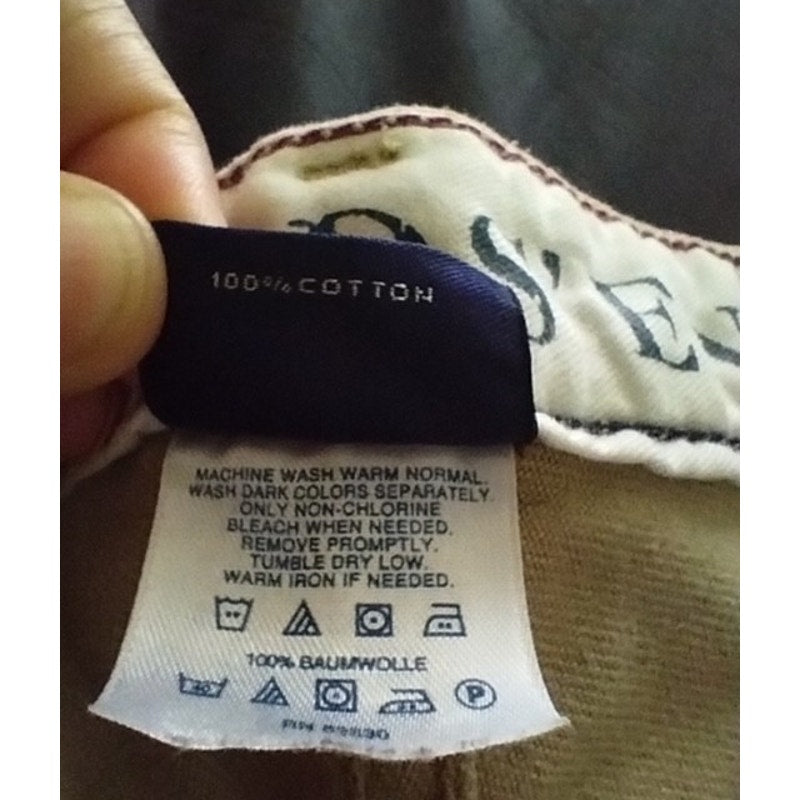 100% COTTON
MACHINE WASH WARM NORMAL.
WASH DARK COLORS SEPARATELY.
ONLY NON-CHLORINE
BLEACH WHEN NEEDED.
REMOVE PROMPTLY.
TUMBLE DRY LOW.
WARM IRON IF NEEDED.
100% BAUMWOLLE
40
P